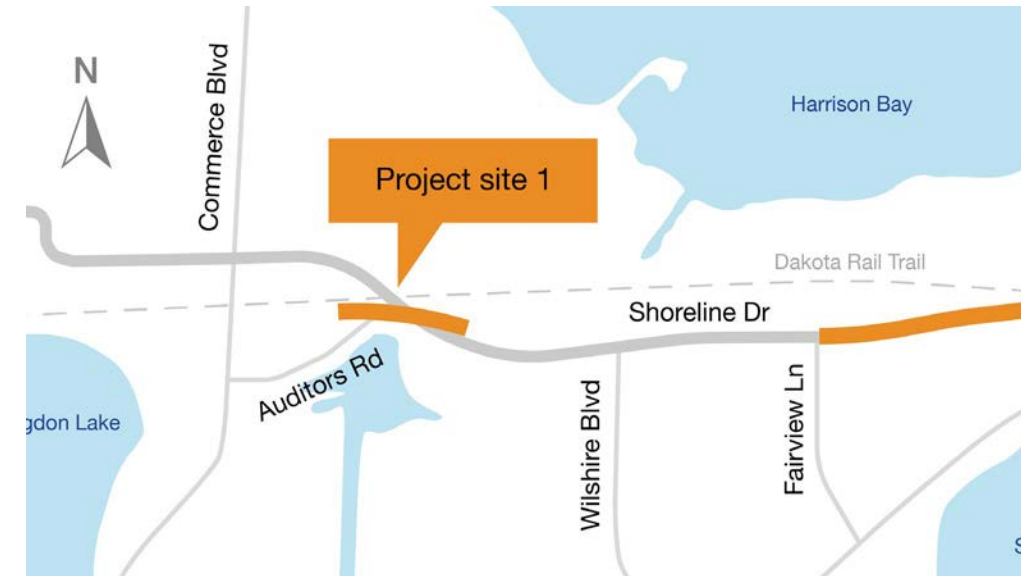 N
Commerce Blvd
Harrison Bay
Project site 1
Dakota Rail Trail
Shoreline Dr
Auditors Rd
gdon Lake
Wilshire Blvd
Fairview Ln
S